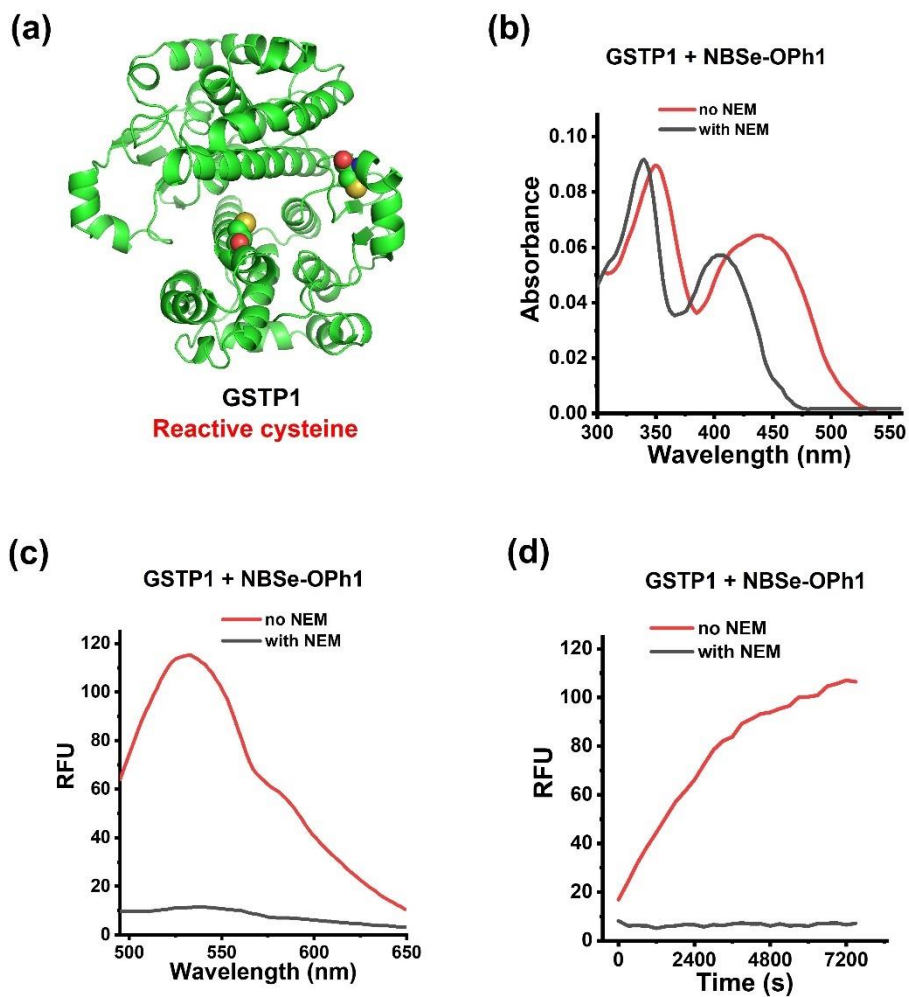 (a)
GSTP1
Reactive cysteine
(b)
GSTP1 + NBSe-OPh1
no NEM
with NEM
Absorbance
0.10
0.08
0.06
0.04
0.02
0.00
300 350 400 450 500 550
Wavelength (nm)
(c)
GSTP1 + NBSe-OPh1
no NEM
with NEM
RFU
120
100
80
60
40
20
0
500 550 600 650
Wavelength (nm)
(d)
GSTP1 + NBSe-OPh1
no NEM
with NEM
RFU
120
100
80
60
40
20
0
0 2400 4800 7200
Time (s)